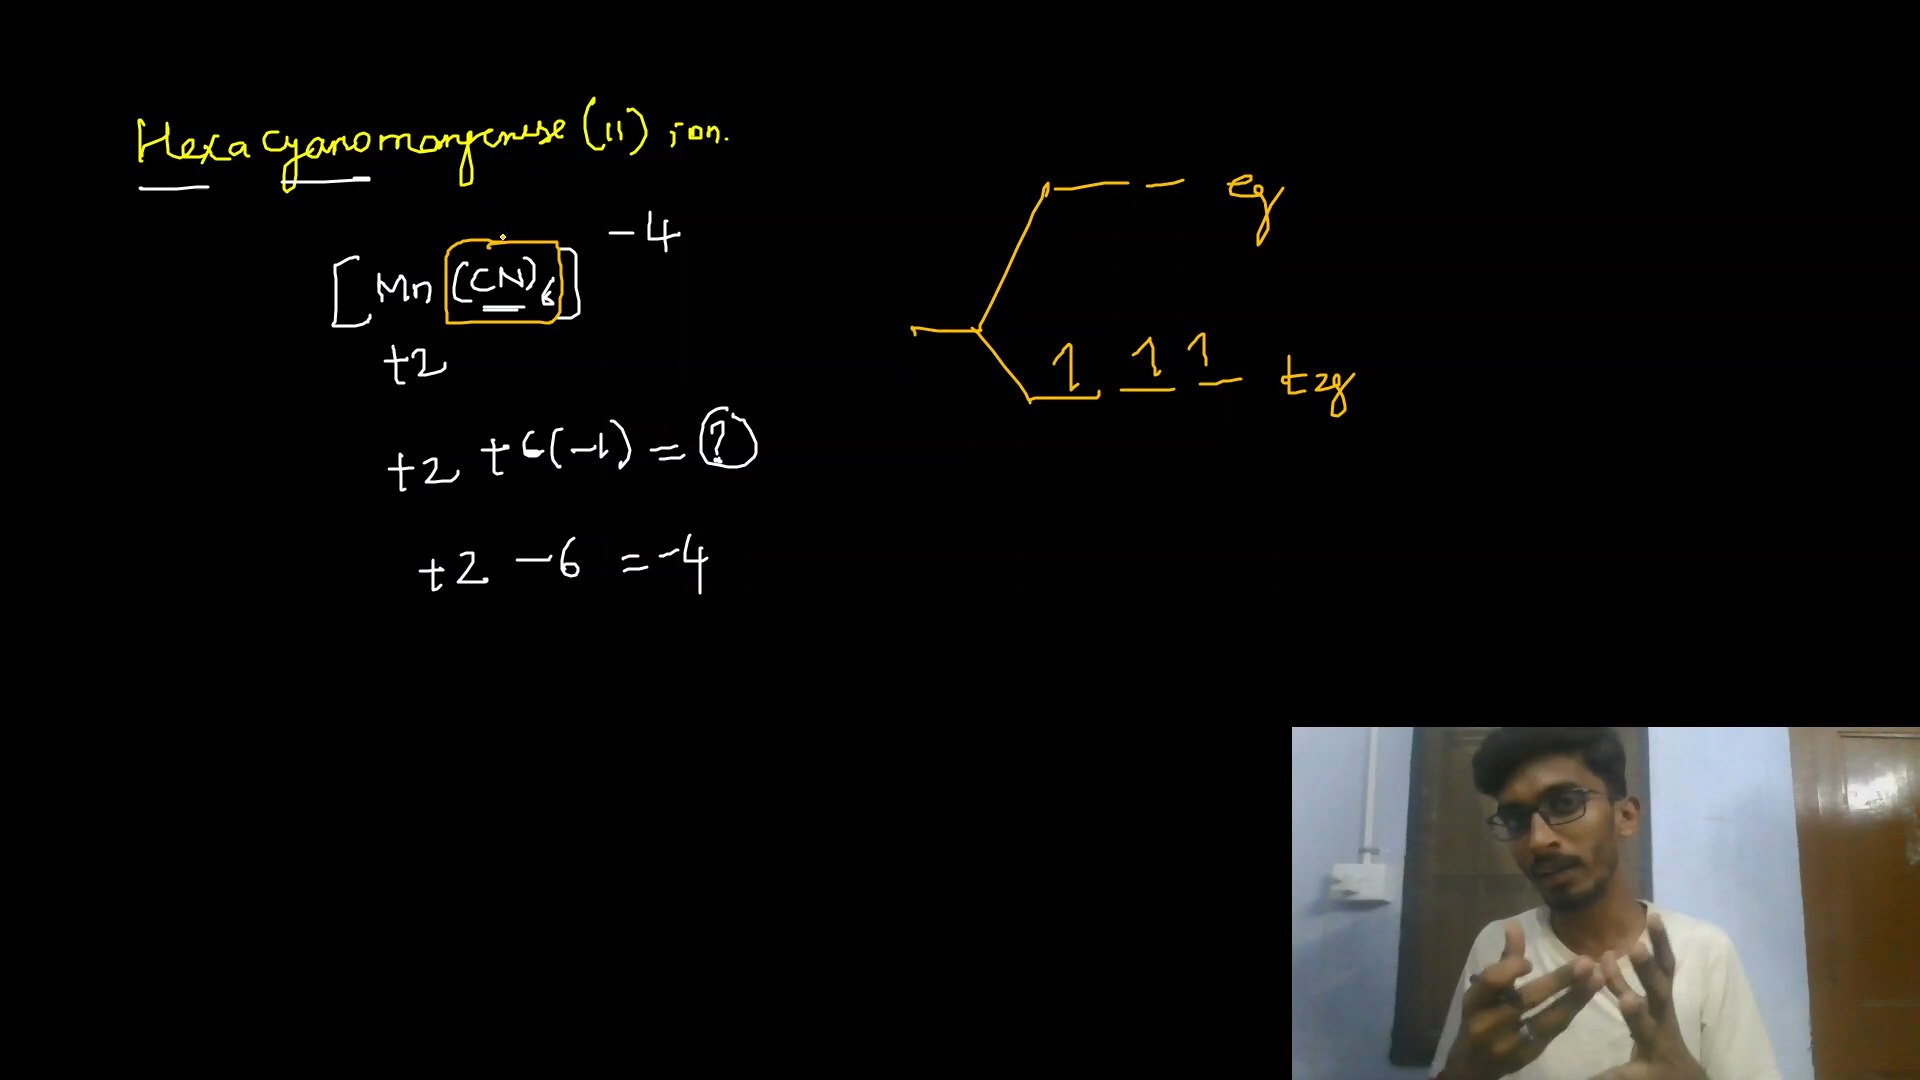 Hexa cyanomanganese (II) ion.
[Mn (CN)6] -4
+2
+2 +6(-1) = ?
+2 -6 = -4
eg
1 1 1 t2g